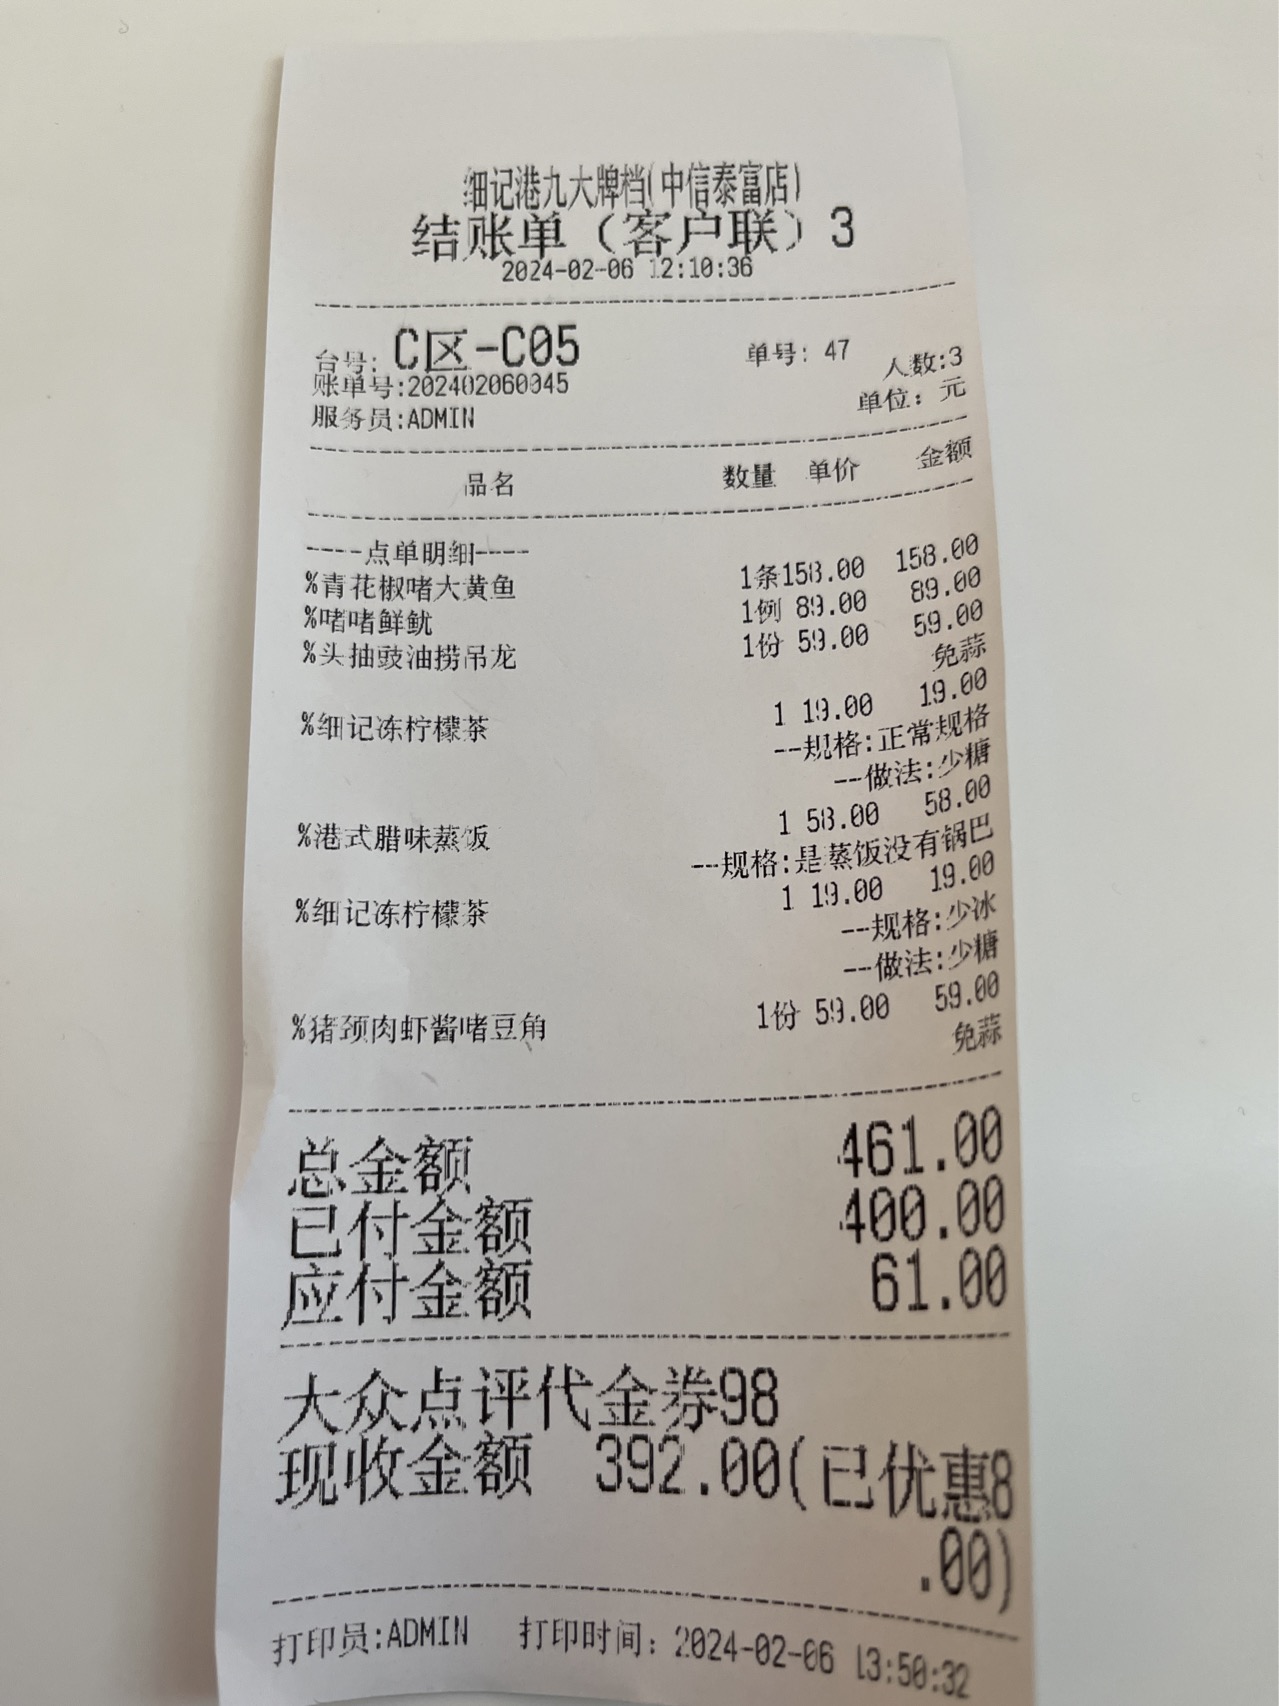 细记港九大牌档(中信泰富店)
结账单（客户联）3
2024-02-06 12:10:36
台号: C区-C05 单号: 47 人数:3
账单号:202402060045 单位: 元
服务员:ADMIN
品名 数量 单价 金额
----点单明细----
%青花椒啫大黄鱼 1条158.00 158.00
%啫啫鲜鱿 1例 89.00 89.00
%头抽豉油捞吊龙 1份 59.00 59.00
免蒜
%细记冻柠檬茶 1 19.00 19.00
--规格:正常规格
--做法:少糖
%港式腊味蒸饭 1 58.00 58.00
--规格:是蒸饭没有锅巴
%细记冻柠檬茶 1 19.00 19.00
--规格:少冰
--做法:少糖
%猪颈肉虾酱啫豆角 1份 59.00 59.00
免蒜
总金额 461.00
已付金额 400.00
应付金额 61.00
大众点评代金券98
现收金额 392.00(已优惠8
.00)
打印员:ADMIN 打印时间: 2024-02-06 13:50:32